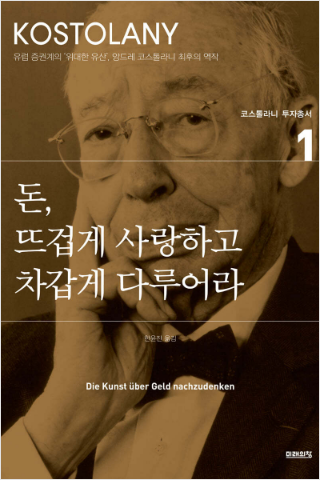 KOSTOLANY
유럽 증권계의 '위대한 유산', 앙드레 코스톨라니 최후의 역작
코스톨라니 투자총서
1
돈,
뜨겁게 사랑하고
차갑게 다루어라
옮김
Die Kunst über Geld nachzudenken
미래의창